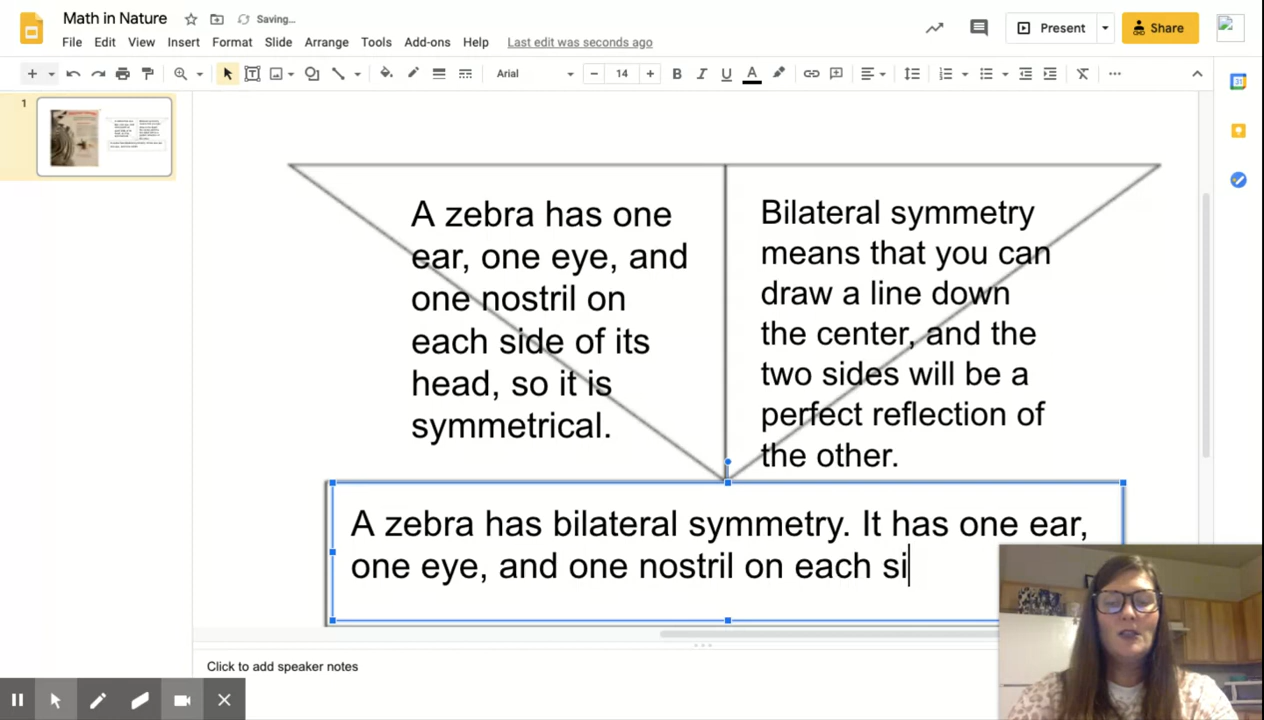 Math in Nature
Saving...
File Edit View Insert Format Slide Arrange Tools Add-ons Help Last edit was seconds ago
Present
Share
Arial
14
B I U A
31
1
A zebra has one
ear, one eye, and
one nostril on
each side of its
head, so it is
symmetrical.
Bilateral symmetry
means that you can
draw a line down
the center, and the
two sides will be a
perfect reflection of
the other.
A zebra has bilateral symmetry. It has one ear,
one eye, and one nostril on each si
Click to add speaker notes